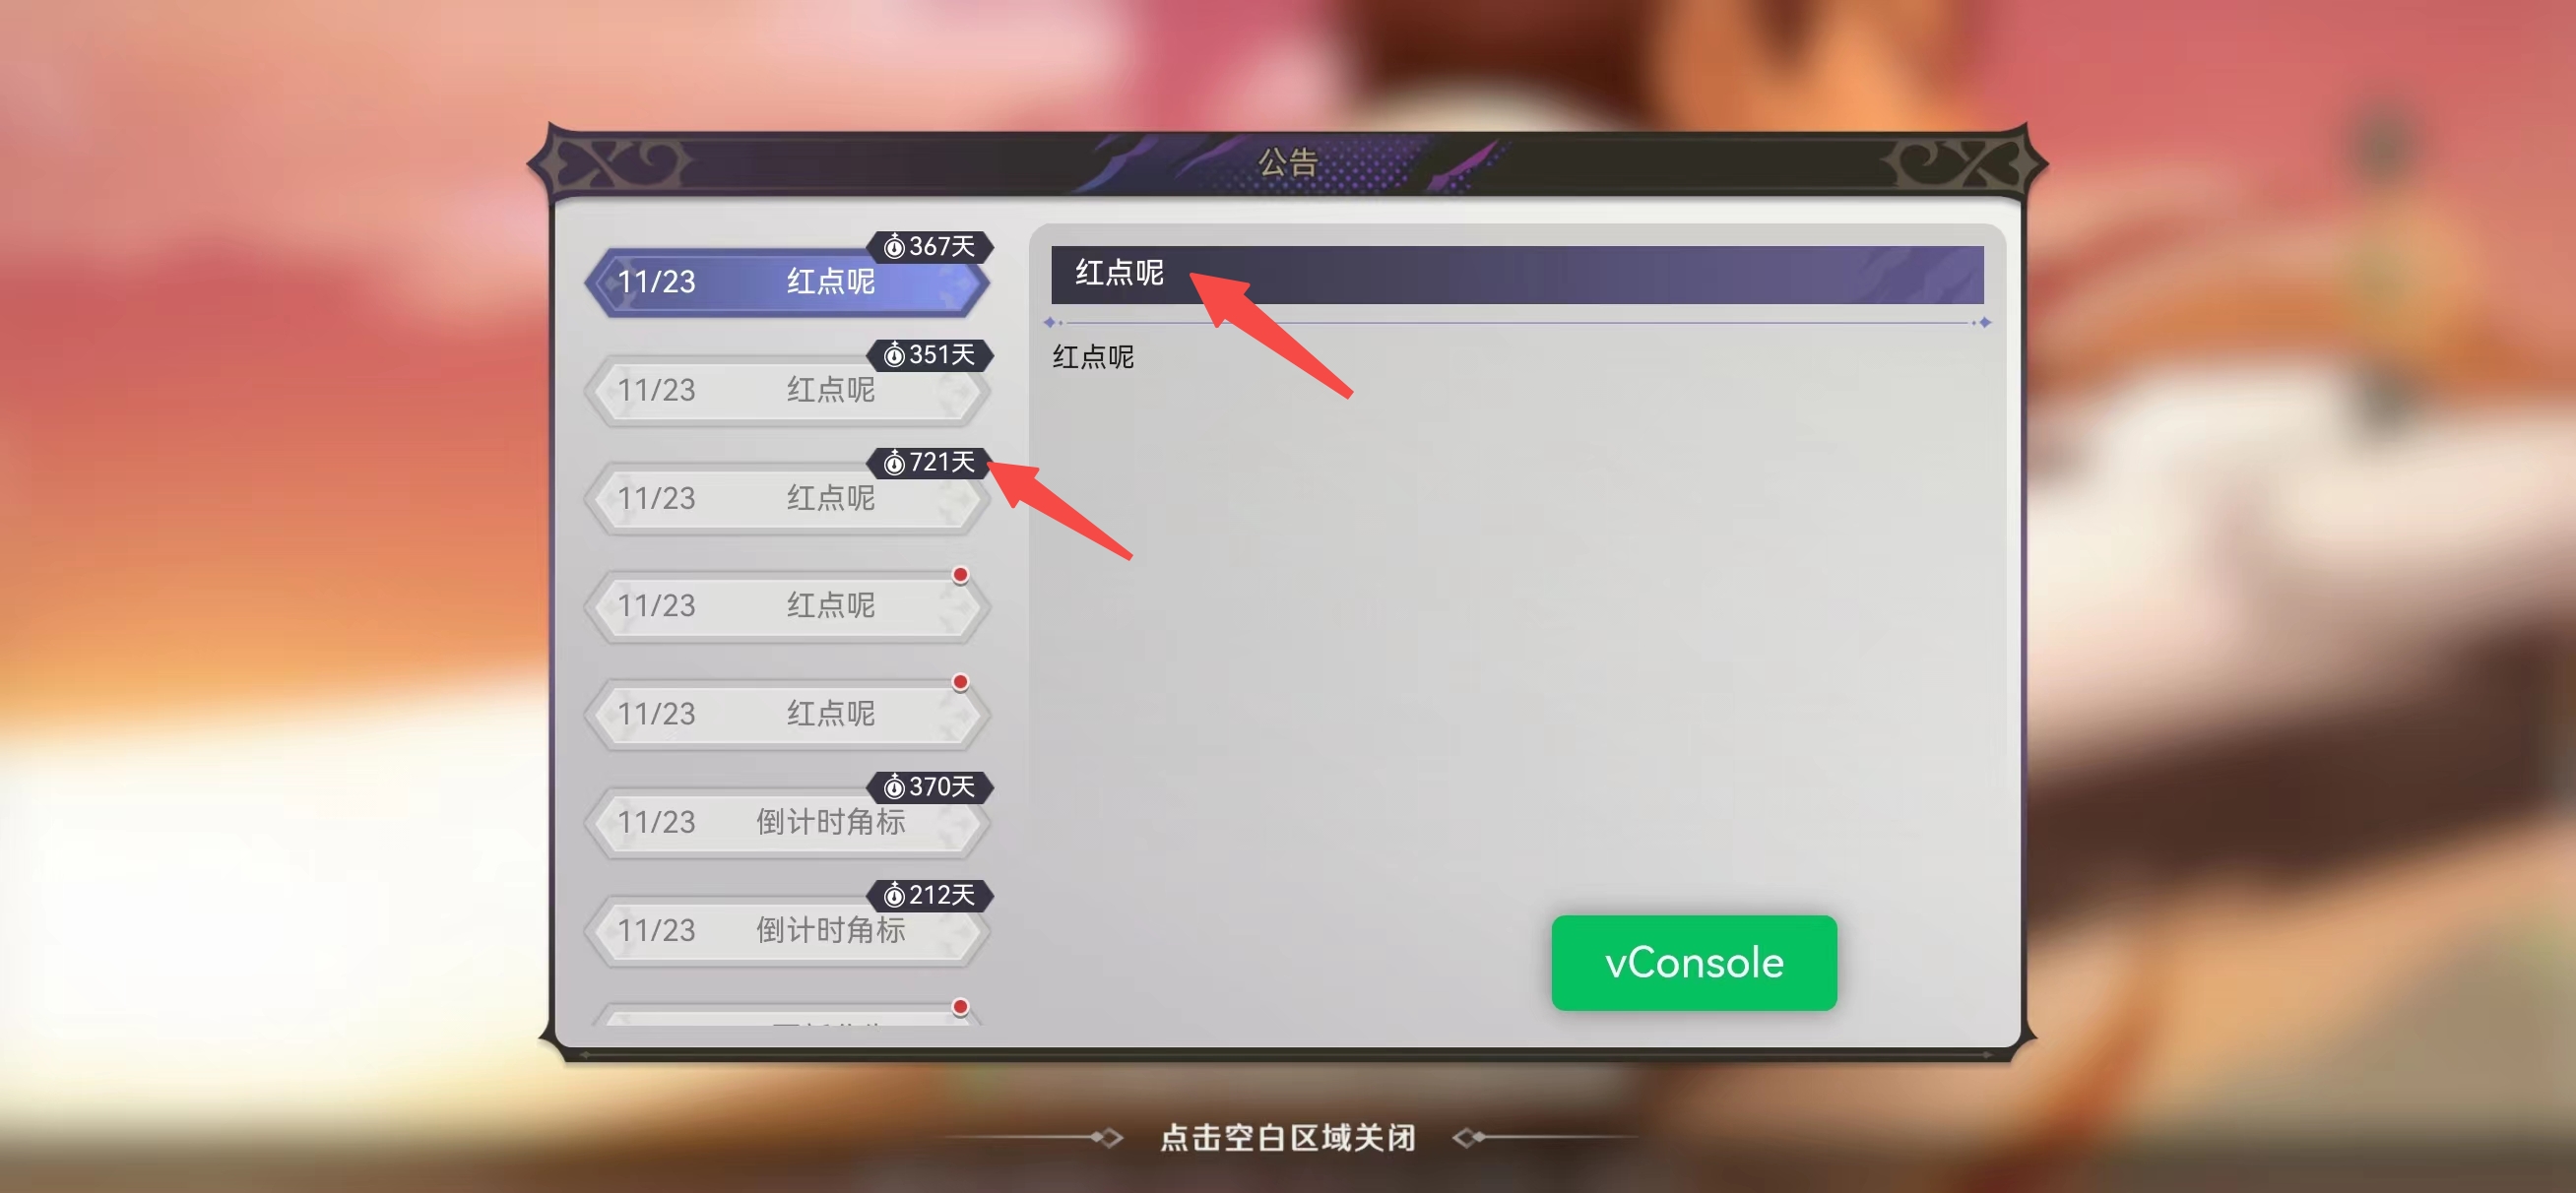 公告
367天
11/23 红点呢
351天
11/23 红点呢
721天
11/23 红点呢
11/23 红点呢
11/23 红点呢
370天
11/23 倒计时角标
212天
11/23 倒计时角标
红点呢
红点呢
vConsole
点击空白区域关闭